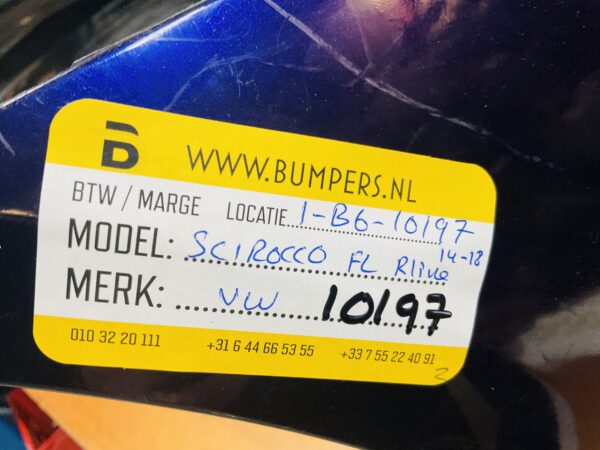 WWW.BUMPERS.NL
BTW / MARGE LOCATIE 1-B6-10197
MODEL: SCIROCCO FL Rline 14-18
MERK: VW 10197
010 32 20 111 +31 6 44 66 53 55 +33 7 55 22 40 91
2